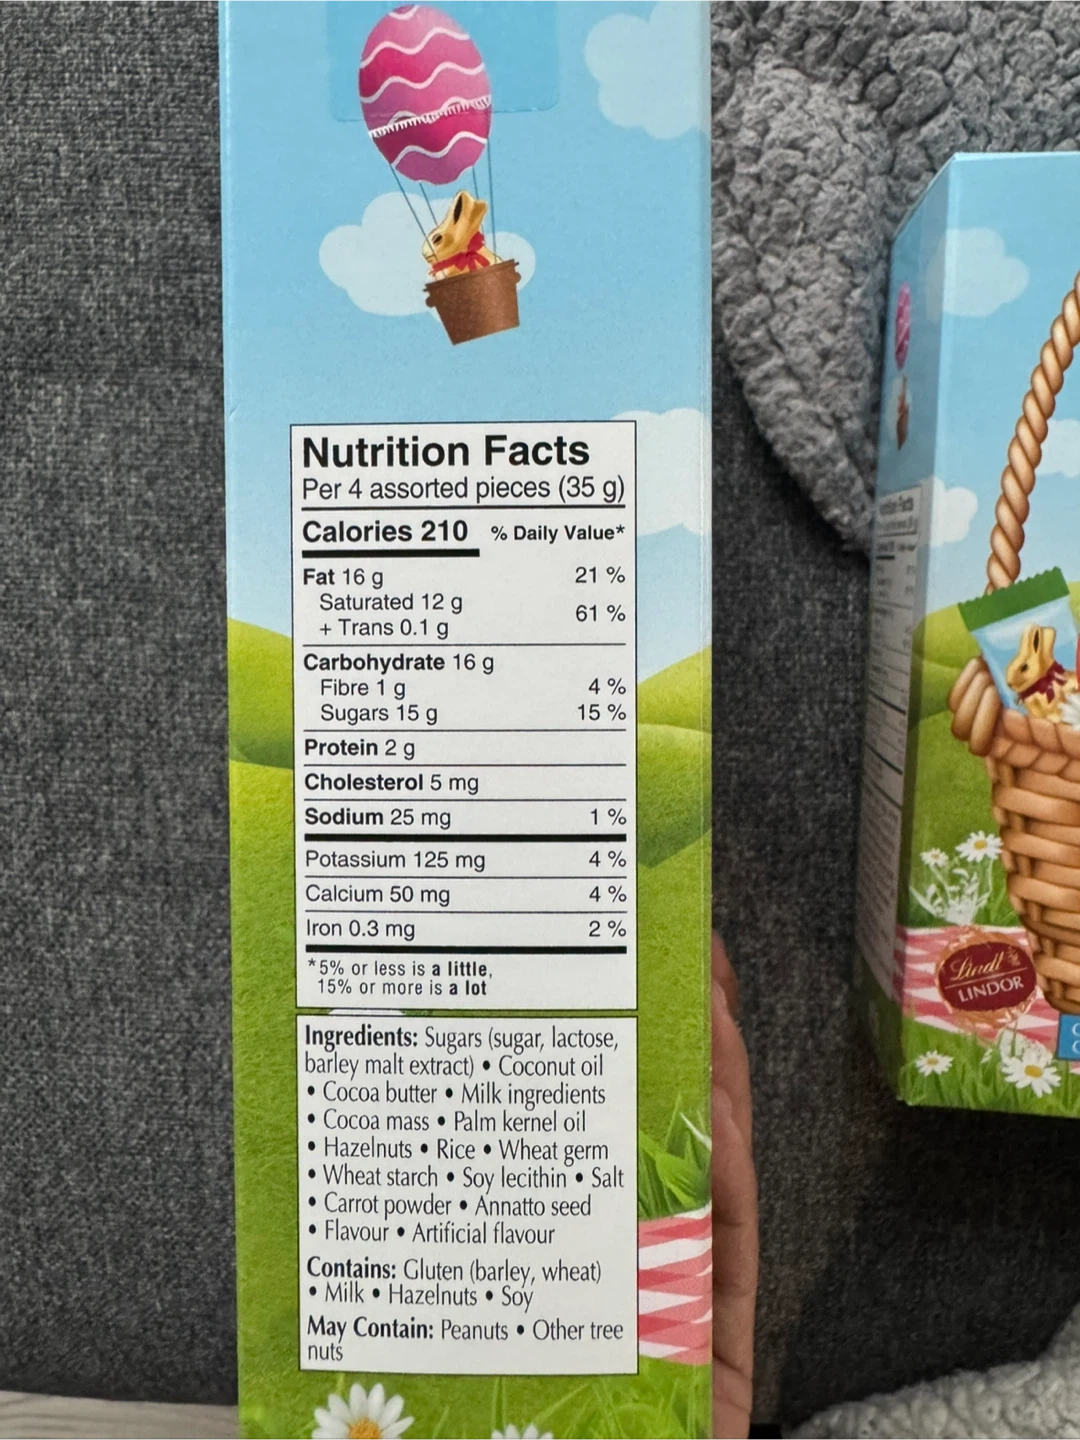 Nutrition Facts
Per 4 assorted pieces (35 g)
Calories 210 % Daily Value*
Fat 16 g 21 %
Saturated 12 g
+ Trans 0.1 g 61 %
Carbohydrate 16 g
Fibre 1 g 4 %
Sugars 15 g 15 %
Protein 2 g
Cholesterol 5 mg
Sodium 25 mg 1 %
Potassium 125 mg 4 %
Calcium 50 mg 4 %
Iron 0.3 mg 2 %
*5% or less is a little,
15% or more is a lot
Ingredients: Sugars (sugar, lactose,
barley malt extract) • Coconut oil
• Cocoa butter • Milk ingredients
• Cocoa mass • Palm kernel oil
• Hazelnuts • Rice • Wheat germ
• Wheat starch • Soy lecithin • Salt
• Carrot powder • Annatto seed
• Flavour • Artificial flavour
Contains: Gluten (barley, wheat)
• Milk • Hazelnuts • Soy
May Contain: Peanuts • Other tree
nuts
Lindt
LINDOR